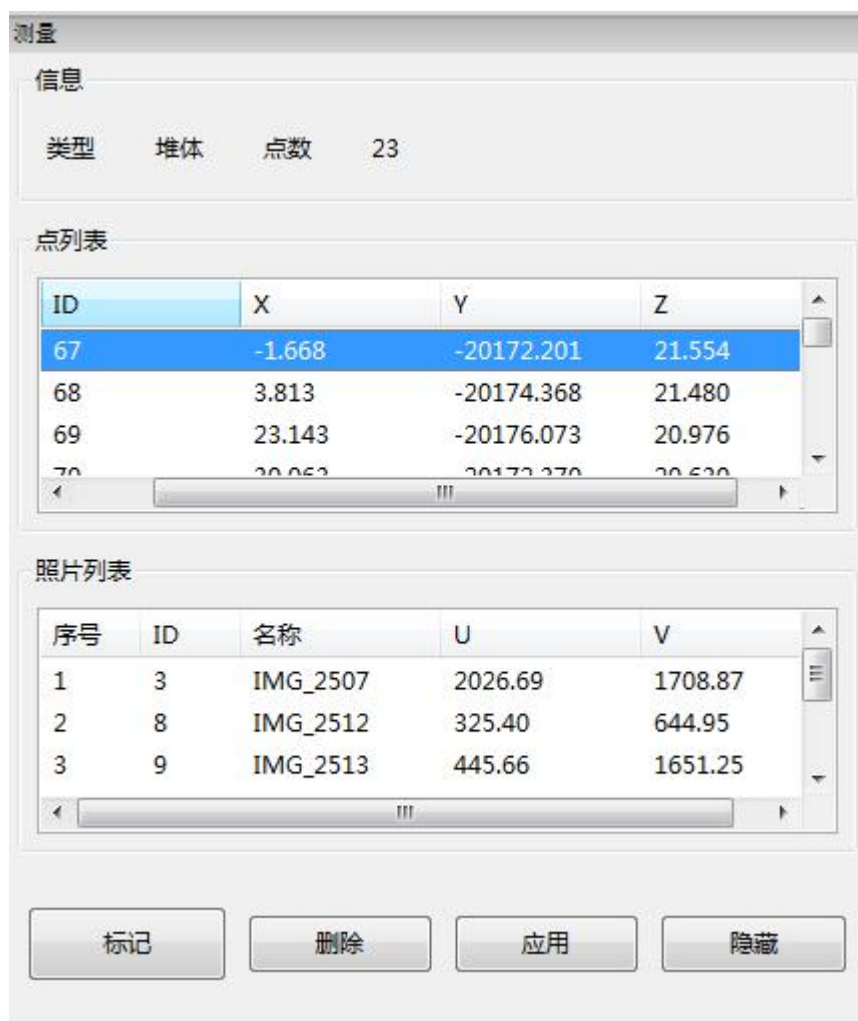 测量
信息
类型 堆体 点数 23
点列表
ID X Y Z
67 -1.668 -20172.201 21.554
68 3.813 -20174.368 21.480
69 23.143 -20176.073 20.976
照片列表
序号 ID 名称 U V
1 3 IMG_2507 2026.69 1708.87
2 8 IMG_2512 325.40 644.95
3 9 IMG_2513 445.66 1651.25
标记 删除 应用 隐藏